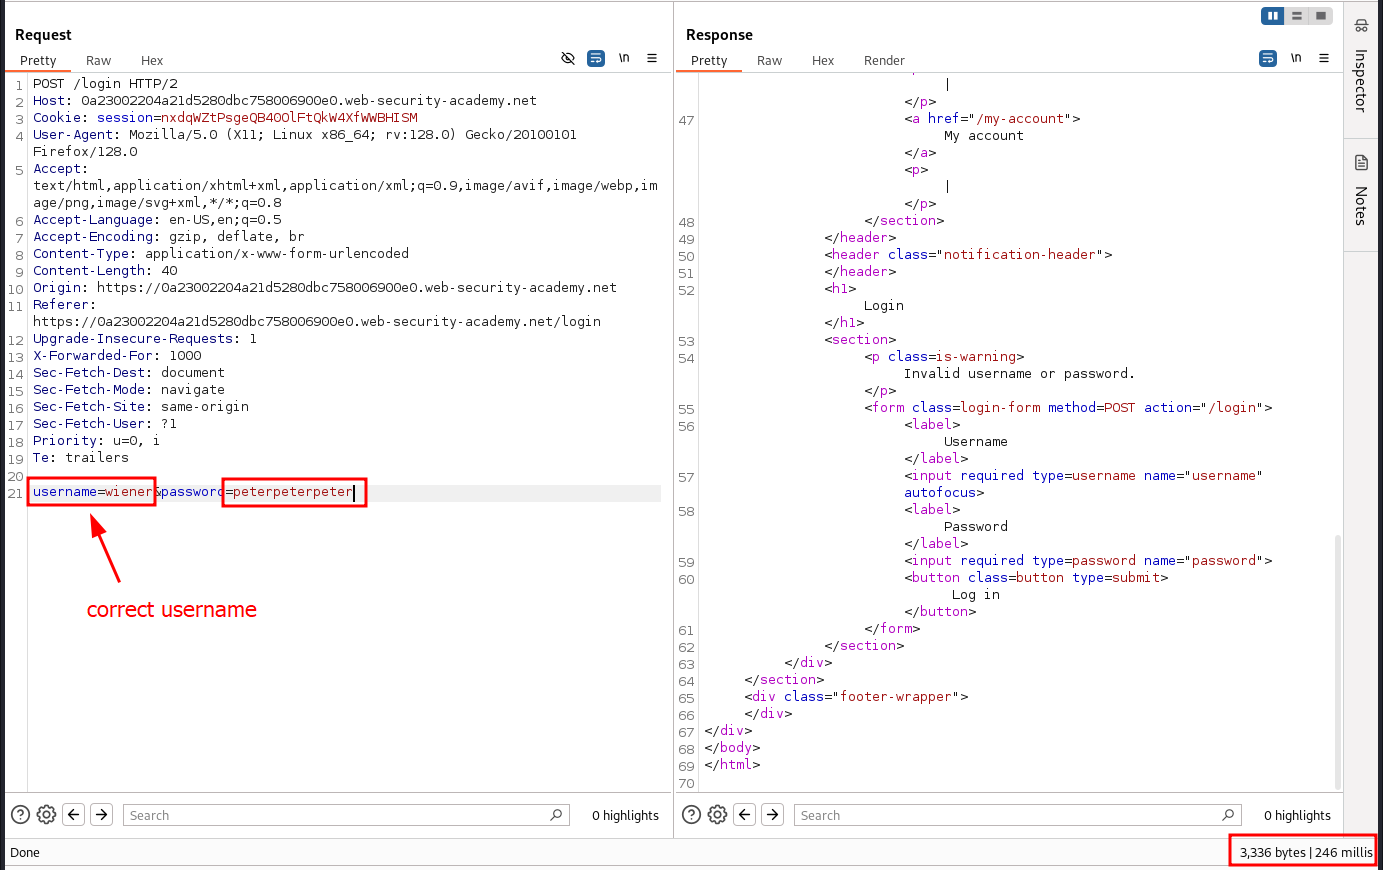 Request
Pretty Raw Hex \n
1 POST /login HTTP/2
2 Host: 0a23002204a21d5280dbc758006900e0.web-security-academy.net
3 Cookie: session=nxdqWZtPsgeQB40OlFtQkW4XfWWBHISM
4 User-Agent: Mozilla/5.0 (X11; Linux x86_64; rv:128.0) Gecko/20100101
Firefox/128.0
5 Accept:
text/html,application/xhtml+xml,application/xml;q=0.9,image/avif,image/webp,im
age/png,image/svg+xml,*/*;q=0.8
6 Accept-Language: en-US,en;q=0.5
7 Accept-Encoding: gzip, deflate, br
8 Content-Type: application/x-www-form-urlencoded
9 Content-Length: 40
10 Origin: https://0a23002204a21d5280dbc758006900e0.web-security-academy.net
11 Referer:
https://0a23002204a21d5280dbc758006900e0.web-security-academy.net/login
12 Upgrade-Insecure-Requests: 1
13 X-Forwarded-For: 1000
14 Sec-Fetch-Dest: document
15 Sec-Fetch-Mode: navigate
16 Sec-Fetch-Site: same-origin
17 Sec-Fetch-User: ?1
18 Priority: u=0, i
19 Te: trailers
20
21 username=wiener&password=peterpeterpeter
correct username
Search 0 highlights
Response
Pretty Raw Hex Render \n
|
</p>
47 <a href="/my-account">
My account
</a>
<p>
|
</p>
48 </section>
49 </header>
50 <header class="notification-header">
51 </header>
52 <h1>
Login
</h1>
53 <section>
54 <p class=is-warning>
Invalid username or password.
</p>
55 <form class=login-form method=POST action="/login">
56 <label>
Username
</label>
57 <input required type=username name="username"
autofocus>
58 <label>
Password
</label>
59 <input required type=password name="password">
60 <button class=button type=submit>
Log in
</button>
61 </form>
62 </section>
63 </div>
64 </section>
65 <div class="footer-wrapper">
66 </div>
67 </div>
68 </body>
69 </html>
70
Search 0 highlights
Inspector
Notes
Done
3,336 bytes | 246 millis